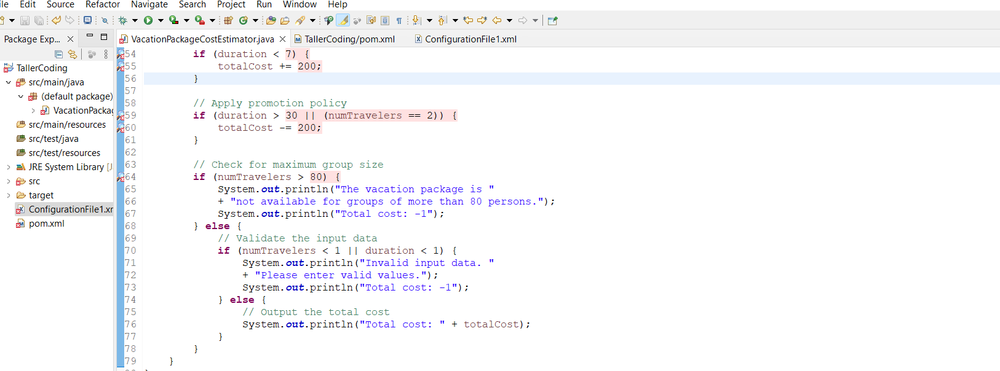 ile Edit Source Refactor Navigate Search Project Run Window Help
Package Exp...
VacationPackageCostEstimator.java
TallerCoding/pom.xml
ConfigurationFile1.xml
TallerCoding
src/main/java
(default package)
VacationPackag
src/main/resources
src/test/java
src/test/resources
JRE System Library [J
src
target
ConfigurationFile1.xr
pom.xml
54 if (duration < 7) {
55 totalCost += 200;
56 }
57
58 // Apply promotion policy
59 if (duration > 30 || (numTravelers == 2)) {
60 totalCost -= 200;
61 }
62
63 // Check for maximum group size
64 if (numTravelers > 80) {
65 System.out.println("The vacation package is "
66 + "not available for groups of more than 80 persons.");
67 System.out.println("Total cost: -1");
68 } else {
69 // Validate the input data
70 if (numTravelers < 1 || duration < 1) {
71 System.out.println("Invalid input data. "
72 + "Please enter valid values.");
73 System.out.println("Total cost: -1");
74 } else {
75 // Output the total cost
76 System.out.println("Total cost: " + totalCost);
77 }
78 }
79 }